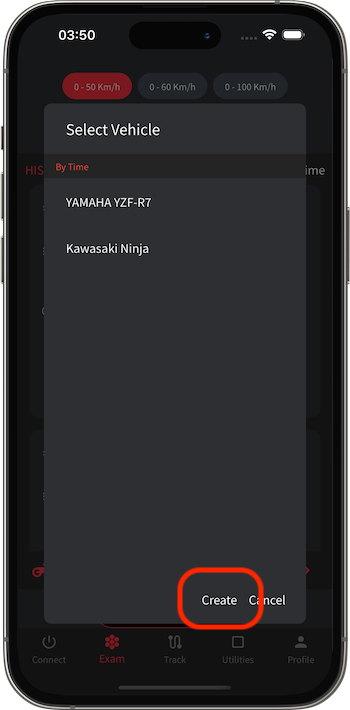 03:50
0 - 50 Km/h
0 - 60 Km/h
0 - 100 Km/h
Select Vehicle
HIS
By Time
ime
YAMAHA YZF-R7
Kawasaki Ninja
Create
Cancel
Connect
Exam
Track
Utilities
Profile